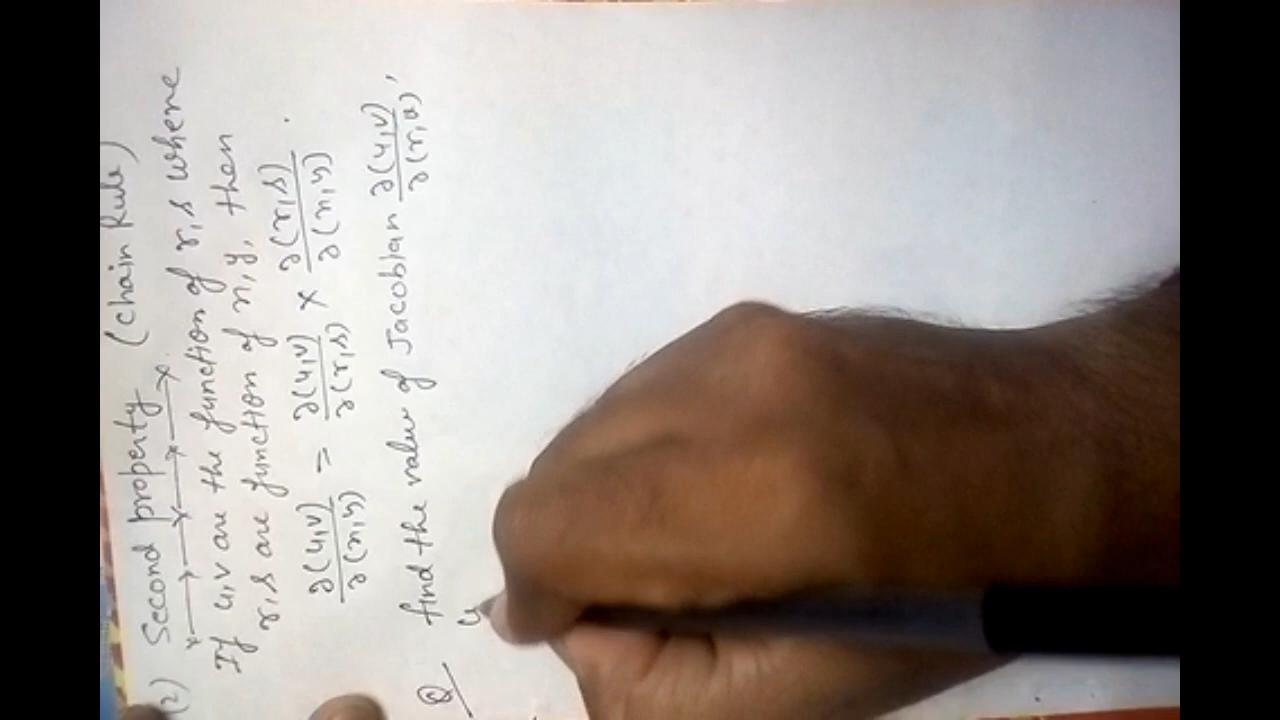 (2) Second property (Chain Rule)
If u,v are the function of r,s where
r,s are function of x,y, then
∂(u,v)/∂(x,y) = ∂(u,v)/∂(r,s) × ∂(r,s)/∂(x,y) .
Q find the value of Jacobian ∂(u,v)/∂(r,θ) ,
u